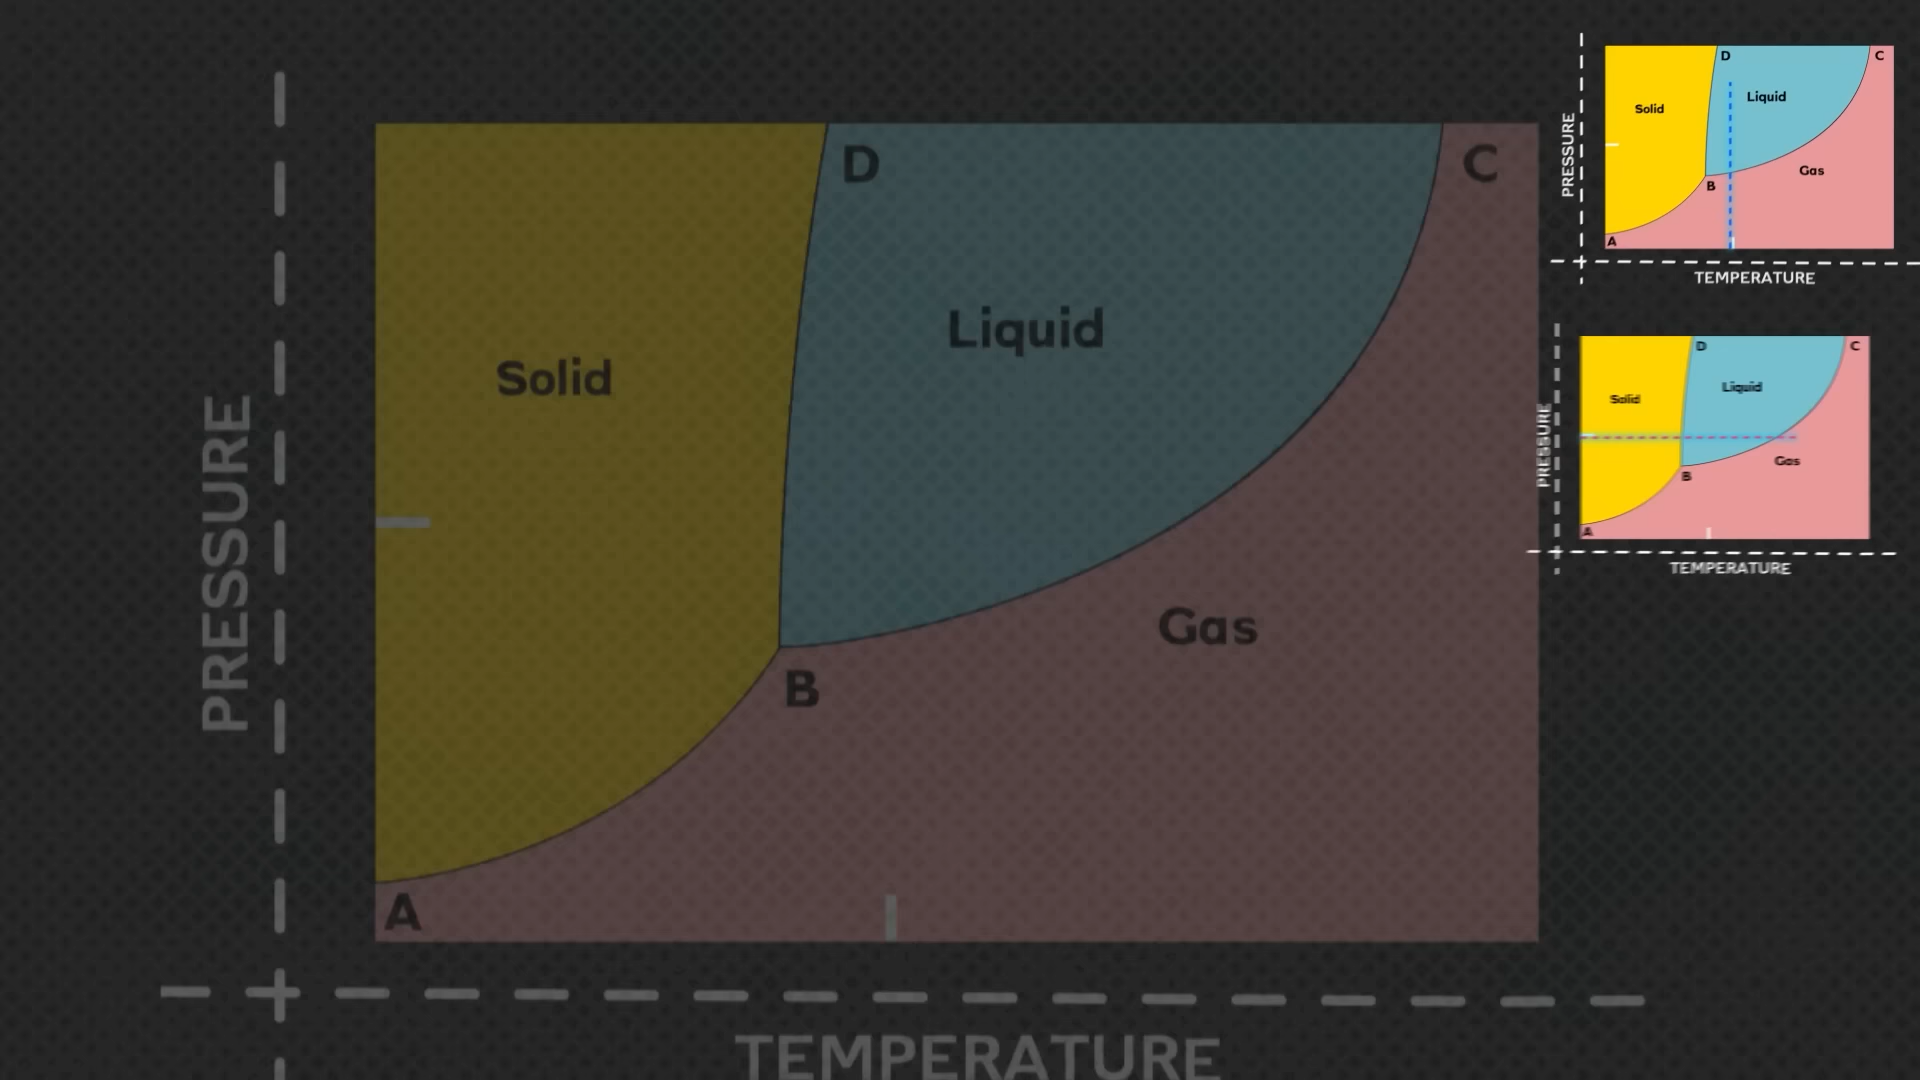 PRESSURE
D
C
Solid
Liquid
Gas
B
A
TEMPERATURE
PRESSURE
D
C
Solid
Liquid
Gas
B
A
TEMPERATURE
PRESSURE
D
C
Solid
Liquid
Gas
B
A
TEMPERATURE